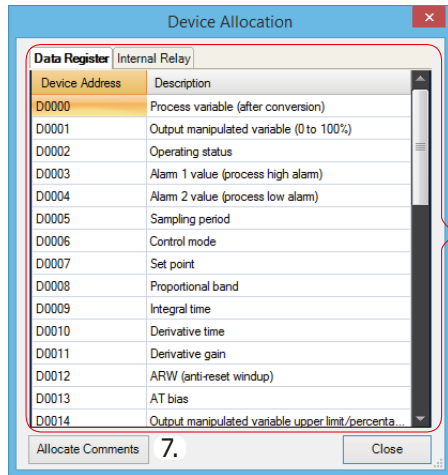 Device Allocation
Data Register Internal Relay
Device Address Description
D0000 Process variable (after conversion)
D0001 Output manipulated variable (0 to 100%)
D0002 Operating status
D0003 Alarm 1 value (process high alarm)
D0004 Alarm 2 value (process low alarm)
D0005 Sampling period
D0006 Control mode
D0007 Set point
D0008 Proportional band
D0009 Integral time
D0010 Derivative time
D0011 Derivative gain
D0012 ARW (anti-reset windup)
D0013 AT bias
D0014 Output manipulated variable upper limit/percenta...
Allocate Comments 7. Close